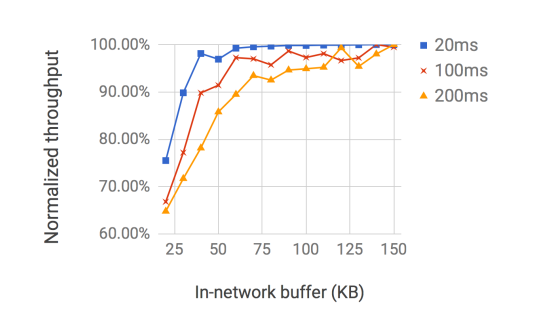 Normalized throughput
100.00%
90.00%
80.00%
70.00%
60.00%
25 50 75 100 125 150
In-network buffer (KB)
20ms
100ms
200ms